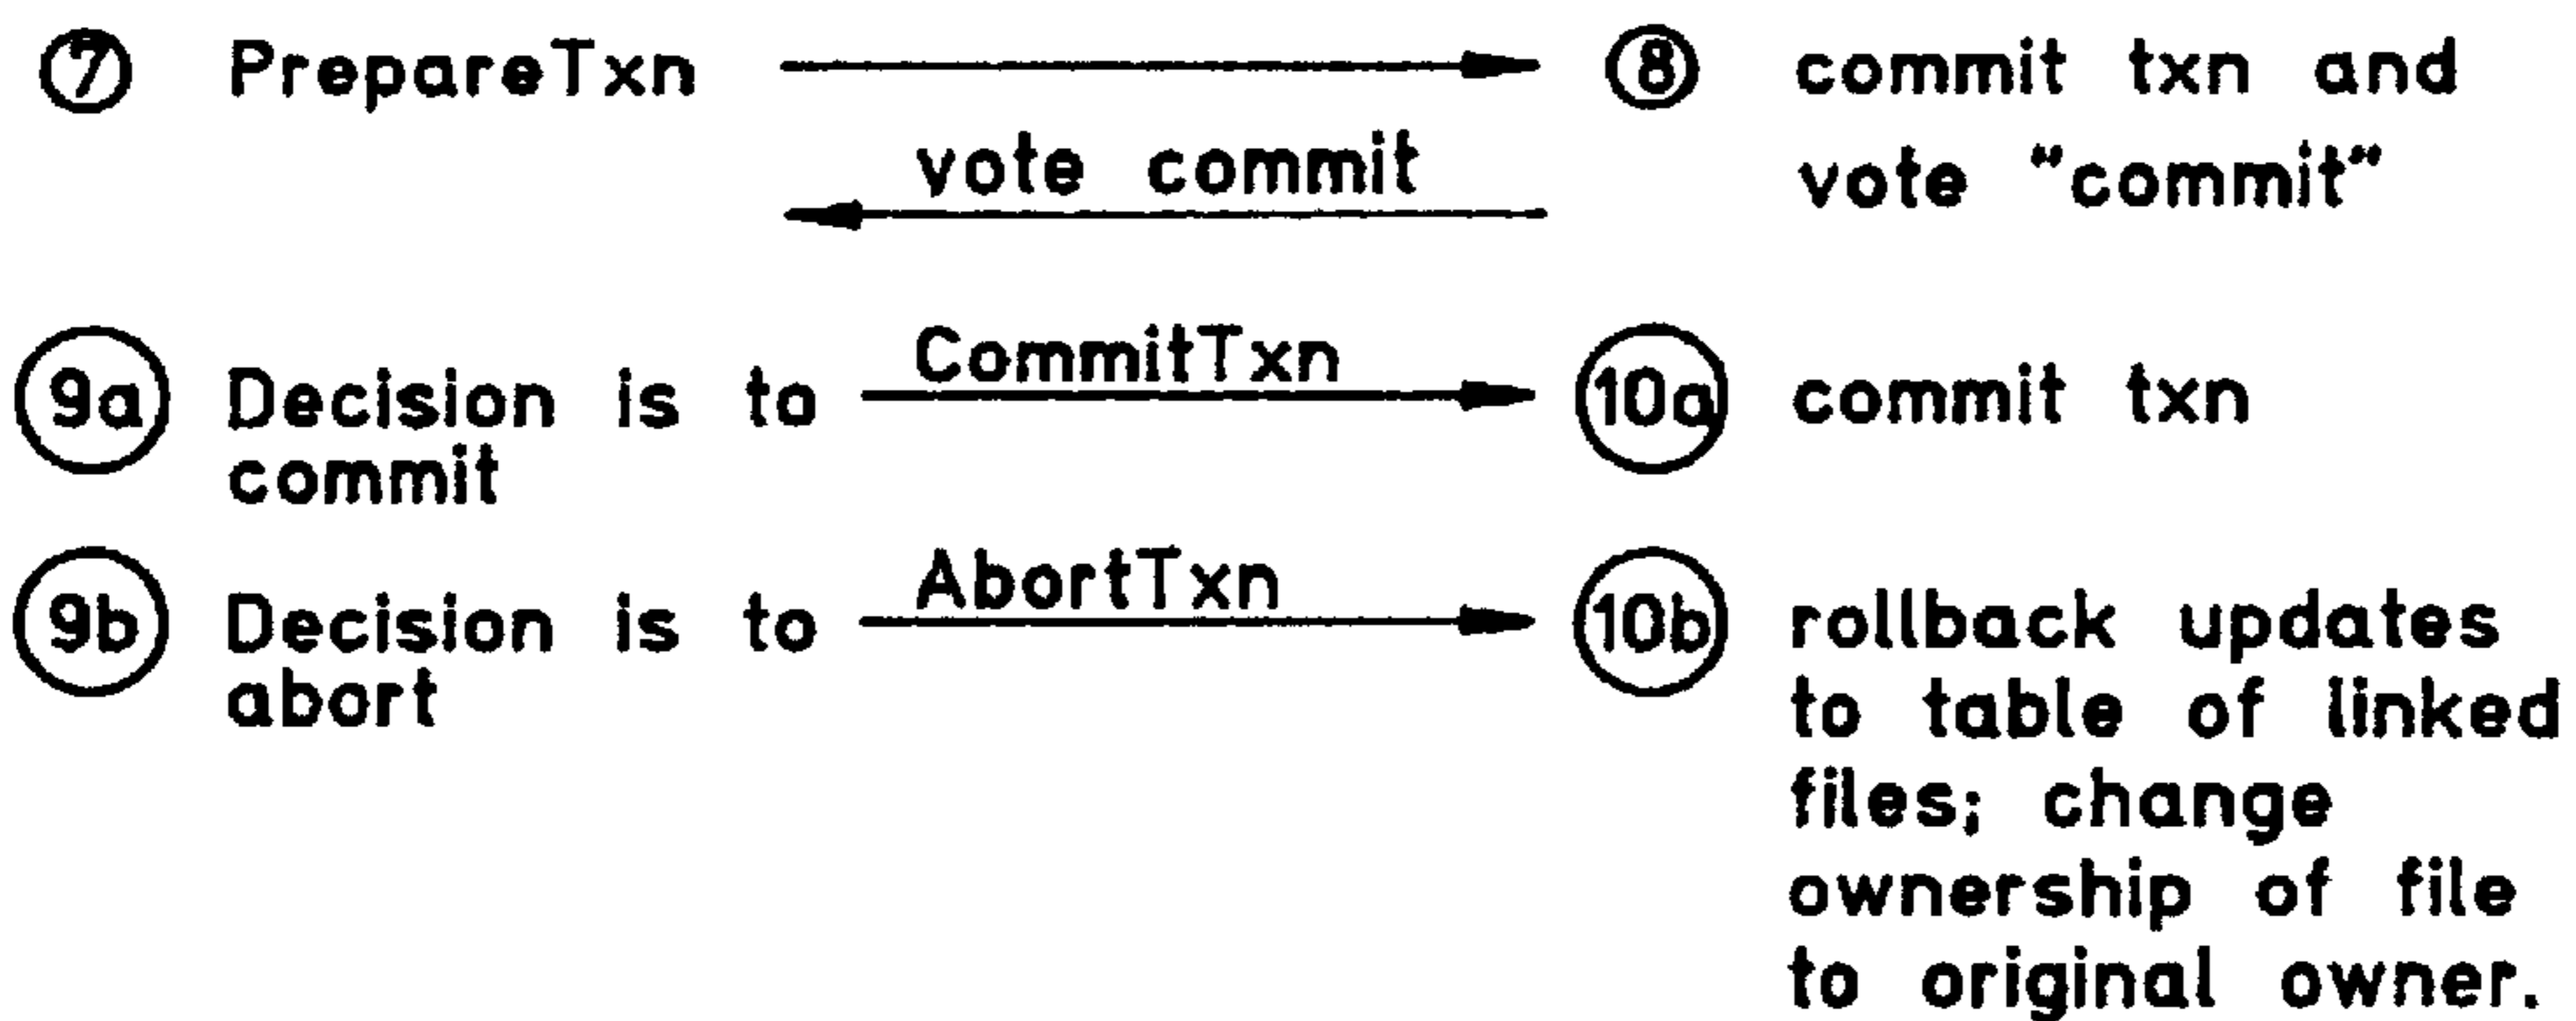 7 PrepareTxn
8 commit txn and
vote "commit"
vote commit
9a Decision is to
commit
CommitTxn
10a commit txn
9b Decision is to
abort
AbortTxn
10b rollback updates
to table of linked
files; change
ownership of file
to original owner.